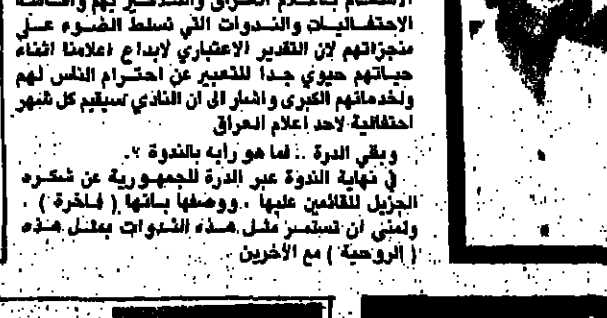 الاهتمام باعلام العراق والتذكير بهم واقامة
الاحتفاليات والندوات التي تسلط الضوء على
منجزاتهم لان التقدير الاعتباري لابداع اعلامنا اثناء
حياتهم حيوي جدا للتعبير عن احترام الناس لهم
ولخدماتهم الكبرى واشار الى ان النادي سيقيم كل شهر
احتفالية لاحد اعلام العراق
وبقي الدرة .. فما هو رأيه بالندوة ؟.
في نهاية الندوة عبر الدرة للجمهورية عن شكره
الجزيل للقائمين عليها . ووصفها بانها ( فاخرة ) .
وتمنى ان تستمر مثل هذه الندوات بمثل هذه
( الروحية ) مع الآخرين